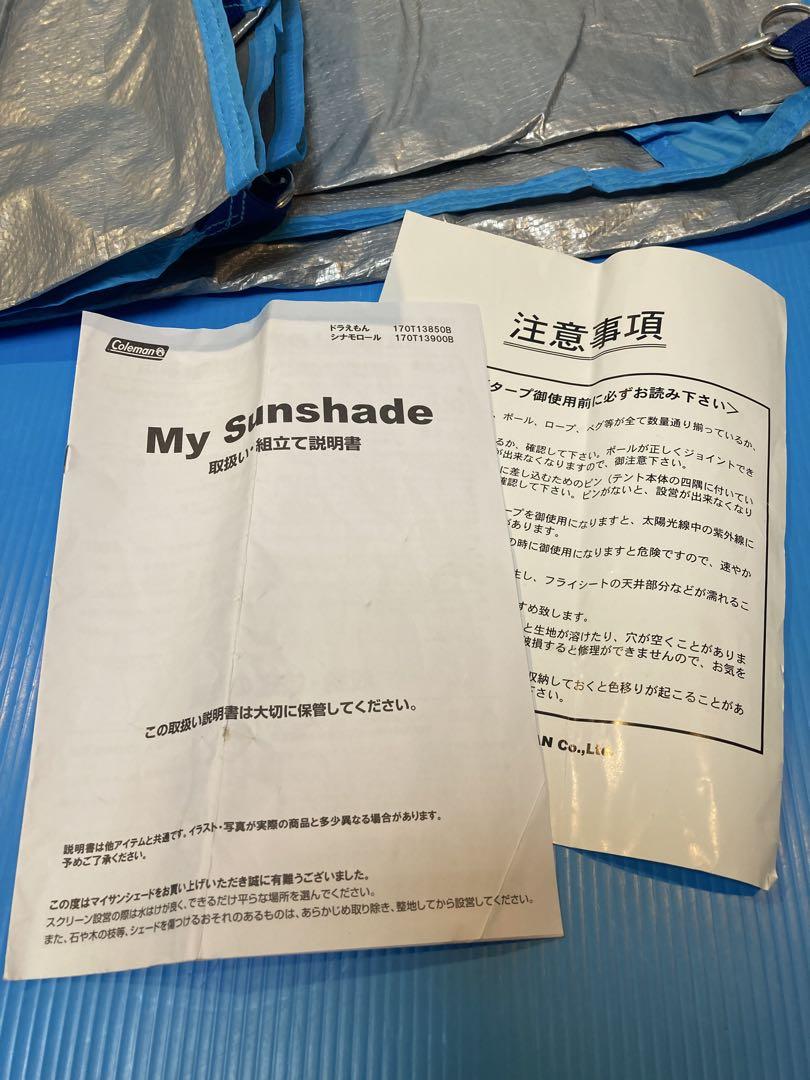 Coleman
ドラえもん 170T13850B
シナモロール 170T13900B
My Sunshade
取扱い・組立て説明書
この取扱い説明書は大切に保管してください。
説明書は他アイテムと共通です。イラスト・写真が実際の商品と多少異なる場合があります。
予めご了承ください。
この度はマイサンシェードをお買い上げいただき誠に有難うございました。
スクリーン設営の際は水はけが良く、できるだけ平らな場所を選んでください。
また、石や木の枝等、シェードを傷つけるおそれのあるものは、あらかじめ取り除き、整地してから設営してください。
注意事項
タープ御使用前に必ずお読み下さい＞
、ポール、ロープ、ペグ等が全て数量通り揃っているか、
るか、確認して下さい。ポールが正しくジョイントでき
が出来なくなりますので、御注意下さい。
に差し込むためのピン（テント本体の四隅に付いてい
確認して下さい。ピンがないと、設営が出来なくなり
ープを御使用になりますと、太陽光線中の紫外線に
があります。
の時に御使用になりますと危険ですので、速やか
生し、フライシートの天井部分などが濡れるこ
すめ致します。
と生地が溶けたり、穴が空くことがありま
破損すると修理ができませんので、お気を
収納しておくと色移りが起こることがあ
下さい。
AN Co.,Ltd.